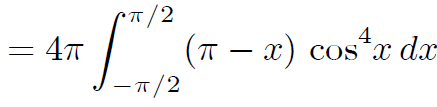 = 4π ∫_{−π/2}^{π/2} (π − x) cos⁴x dx